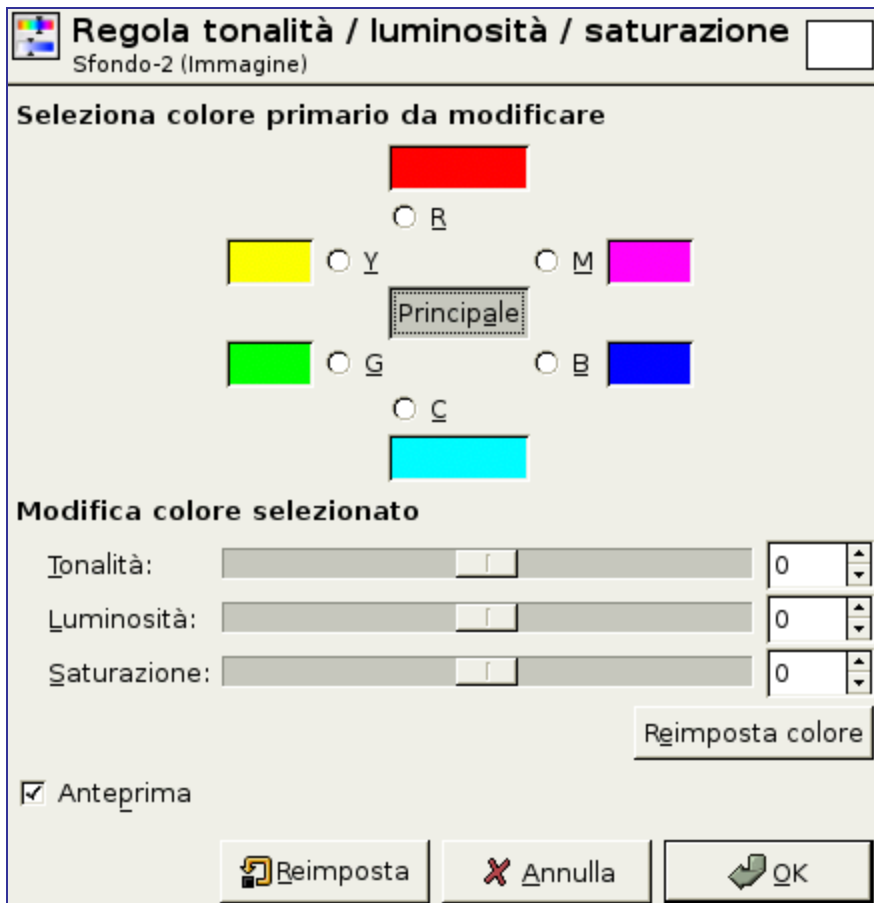 Regola tonalità / luminosità / saturazione
Sfondo-2 (Immagine)
Seleziona colore primario da modificare
R
Y
M
Principale
G
B
C
Modifica colore selezionato
Tonalità: 0
Luminosità: 0
Saturazione: 0
Reimposta colore
Anteprima
Reimposta
Annulla
OK